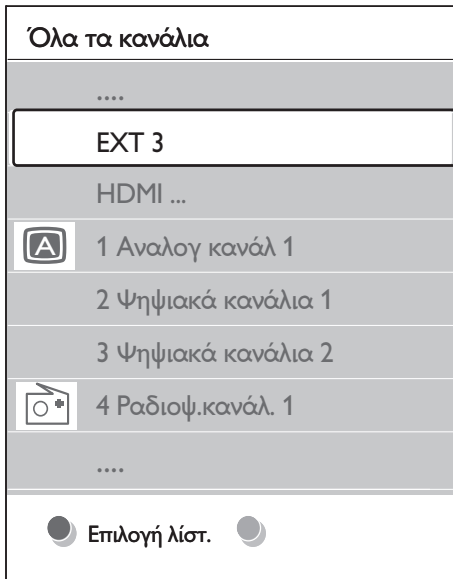 Όλα τα κανάλια
....
EXT 3
HDMI ...
A 1 Αναλογ κανάλ 1
2 Ψηψιακά κανάλια 1
3 Ψηψιακά κανάλια 2
4 Ραδιοψ.κανάλ. 1
....
Επιλογή λίστ.